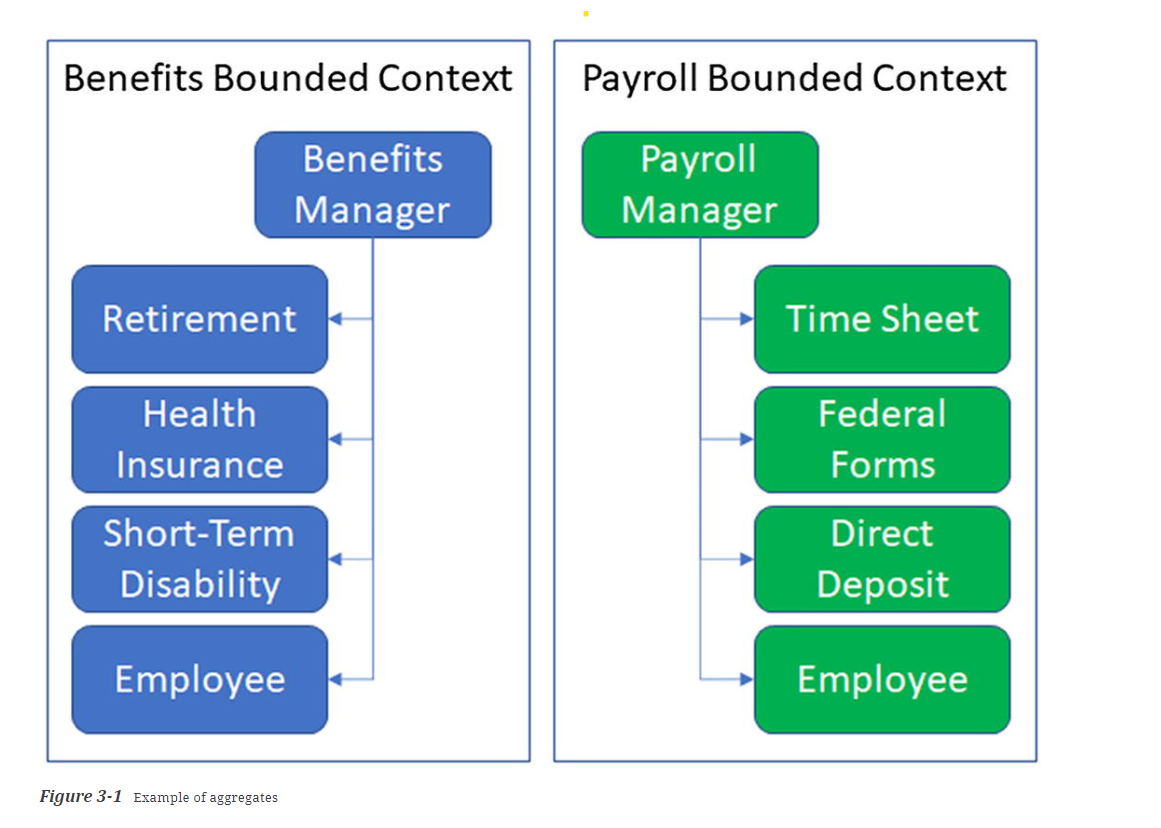 Benefits Bounded Context
Benefits
Manager
Retirement
Health
Insurance
Short-Term
Disability
Employee
Payroll Bounded Context
Payroll
Manager
Time Sheet
Federal
Forms
Direct
Deposit
Employee
Figure 3-1 Example of aggregates